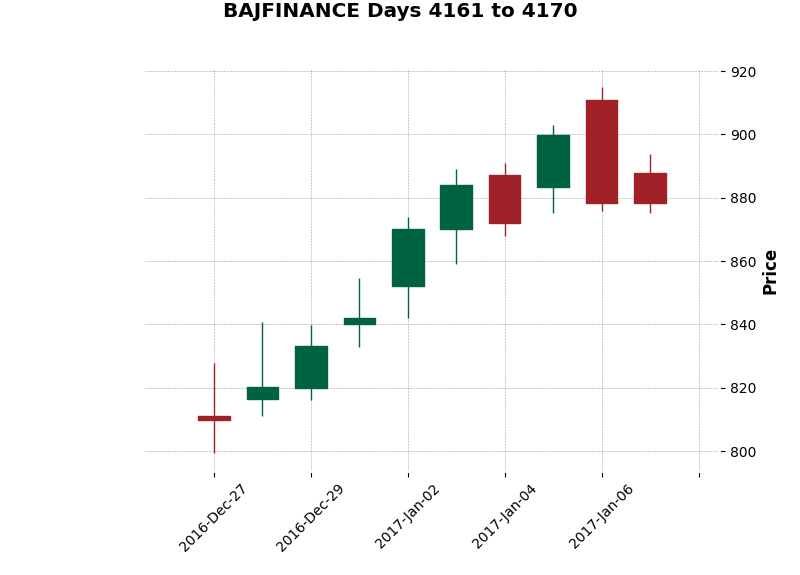 BAJFINANCE Days 4161 to 4170
920
900
880
860
840
820
800
Price
2016-Dec-27
2016-Dec-29
2017-Jan-02
2017-Jan-04
2017-Jan-06